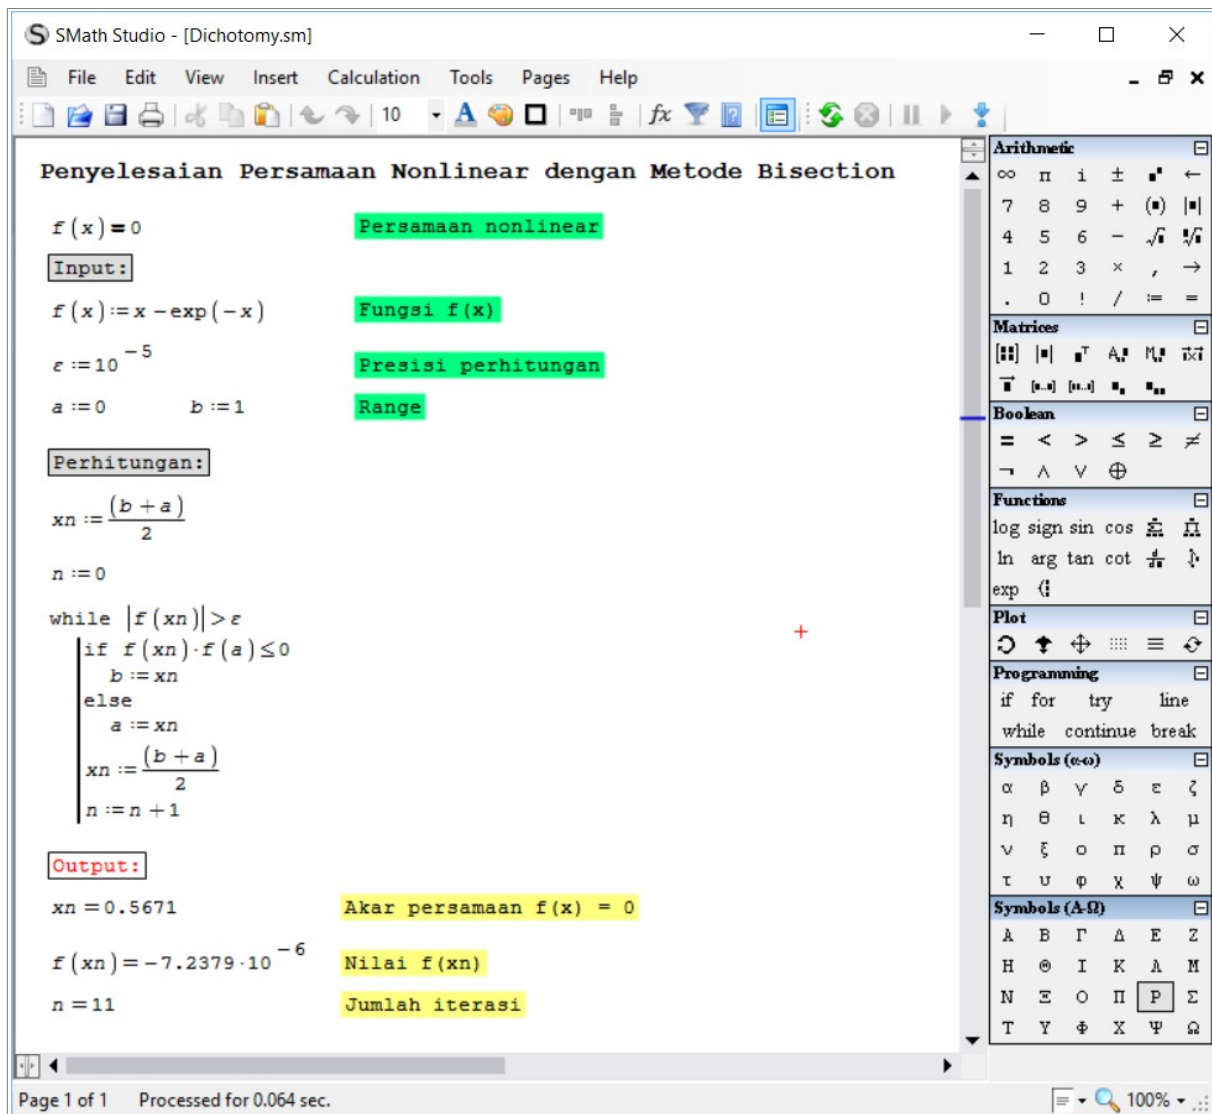 SMath Studio - [Dichotomy.sm]
File Edit View Insert Calculation Tools Pages Help
10
Penyelesaian Persamaan Nonlinear dengan Metode Bisection
f(x)=0 Persamaan nonlinear
Input:
f(x):=x-exp(-x) Fungsi f(x)
ε:=10^-5 Presisi perhitungan
a:=0 b:=1 Range
Perhitungan:
xn:=(b+a)/2
n:=0
while |f(xn)|>ε
if f(xn)·f(a)≤0
b:=xn
else
a:=xn
xn:=(b+a)/2
n:=n+1
Output:
xn=0.5671 Akar persamaan f(x) = 0
f(xn)=-7.2379·10^-6 Nilai f(xn)
n=11 Jumlah iterasi
Arithmetic
∞ π i ± ←
7 8 9 +
4 5 6 −
1 2 3 × , →
. 0 ! / := =
Matrices
Boolean
= < > ≤ ≥ ≠
¬ ∧ ∨ ⊕
Functions
log sign sin cos
ln arg tan cot
exp
Plot
Programming
if for try line
while continue break
Symbols (α-ω)
α β γ δ ε ζ
η θ ι κ λ μ
ν ξ ο π ρ σ
τ υ φ χ ψ ω
Symbols (Α-Ω)
Α Β Γ Δ Ε Ζ
Η Θ Ι Κ Λ Μ
Ν Ξ Ο Π Ρ Σ
Τ Υ Φ Χ Ψ Ω
Page 1 of 1 Processed for 0.064 sec. 100%